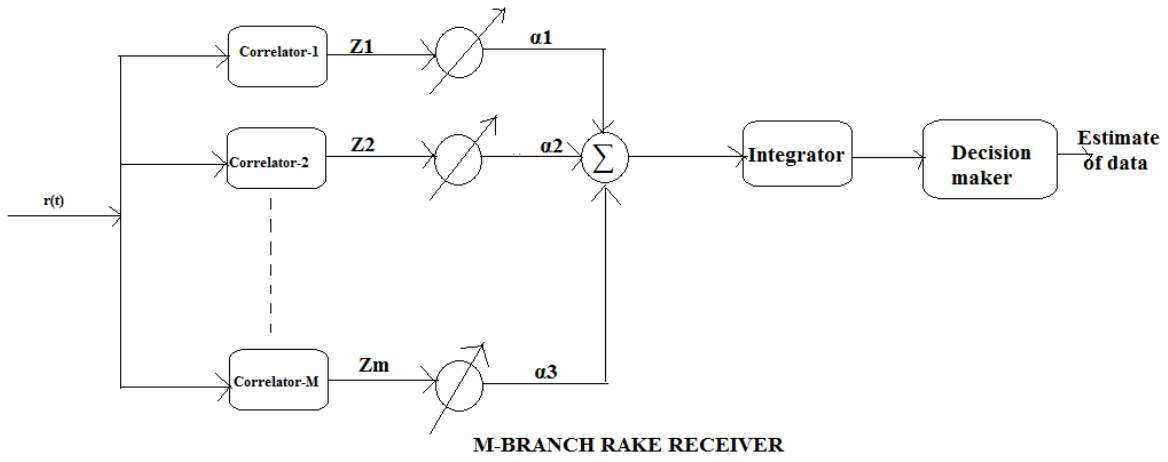 Correlator-1
Z1
α1
Correlator-2
Z2
α2
∑
Integrator
Decision
maker
Estimate
of data
r(t)
Correlator-M
Zm
α3
M-BRANCH RAKE RECEIVER